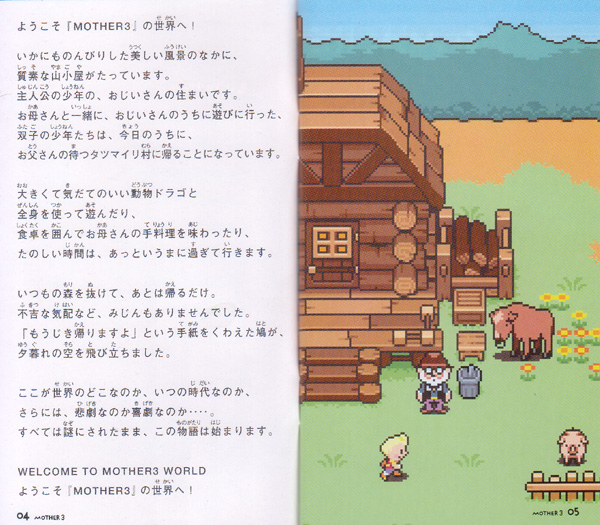 ようこそ『MOTHER3』の世界へ！
いかにものんびりした美しい風景のなかに、
質素な山小屋がたっています。
主人公の少年の、おじいさんの住まいです。
お母さんと一緒に、おじいさんのうちに遊びに行った、
双子の少年たちは、今日のうちに、
お父さんの待つタツマイリ村に帰ることになっています。
大きくて気だてのいい動物ドラゴと
全身を使って遊んだり、
食卓を囲んでお母さんの手料理を味わったり、
たのしい時間は、あっというまに過ぎて行きます。
いつもの森を抜けて、あとは帰るだけ。
不吉な気配など、みじんもありませんでした。
「もうじき帰りますよ」という手紙をくわえた鳩が、
夕暮れの空を飛び立ちました。
ここが世界のどこなのか、いつの時代なのか、
さらには、悲劇なのか喜劇なのか‥‥。
すべては謎にされたまま、この物語は始まります。
WELCOME TO MOTHER3 WORLD
ようこそ『MOTHER3』の世界へ！
04 MOTHER3
MOTHER3 05